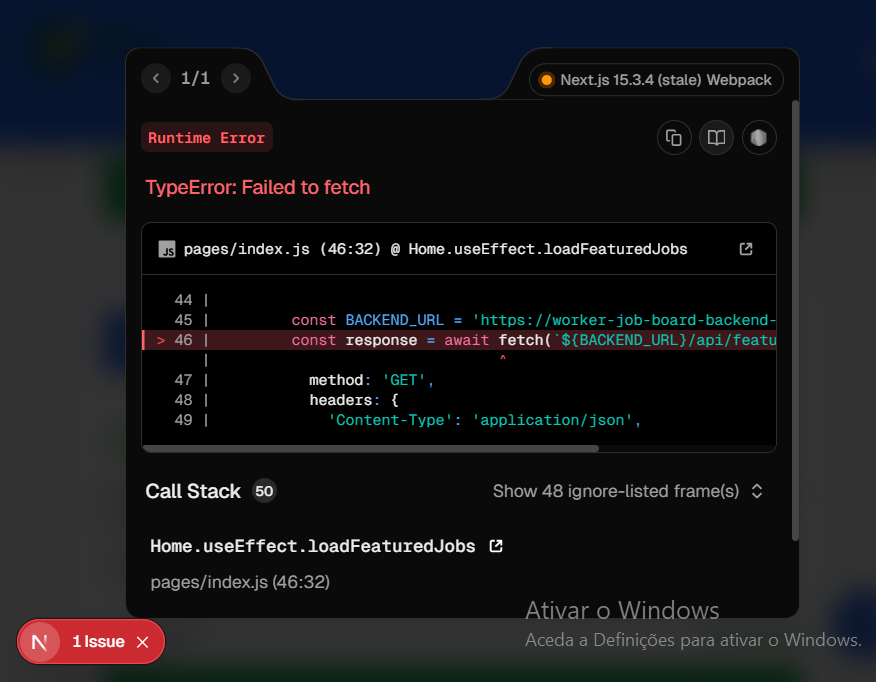 1/1
Next.js 15.3.4 (stale) Webpack
Runtime Error
TypeError: Failed to fetch
JS pages/index.js (46:32) @ Home.useEffect.loadFeaturedJobs
44 |
45 | const BACKEND_URL = 'https://worker-job-board-backend-
> 46 | const response = await fetch(`${BACKEND_URL}/api/featu
| ^
47 | method: 'GET',
48 | headers: {
49 | 'Content-Type': 'application/json',
Call Stack 50
Show 48 ignore-listed frame(s)
Home.useEffect.loadFeaturedJobs
pages/index.js (46:32)
Ativar o Windows
Aceda a Definições para ativar o Windows.
N 1 Issue